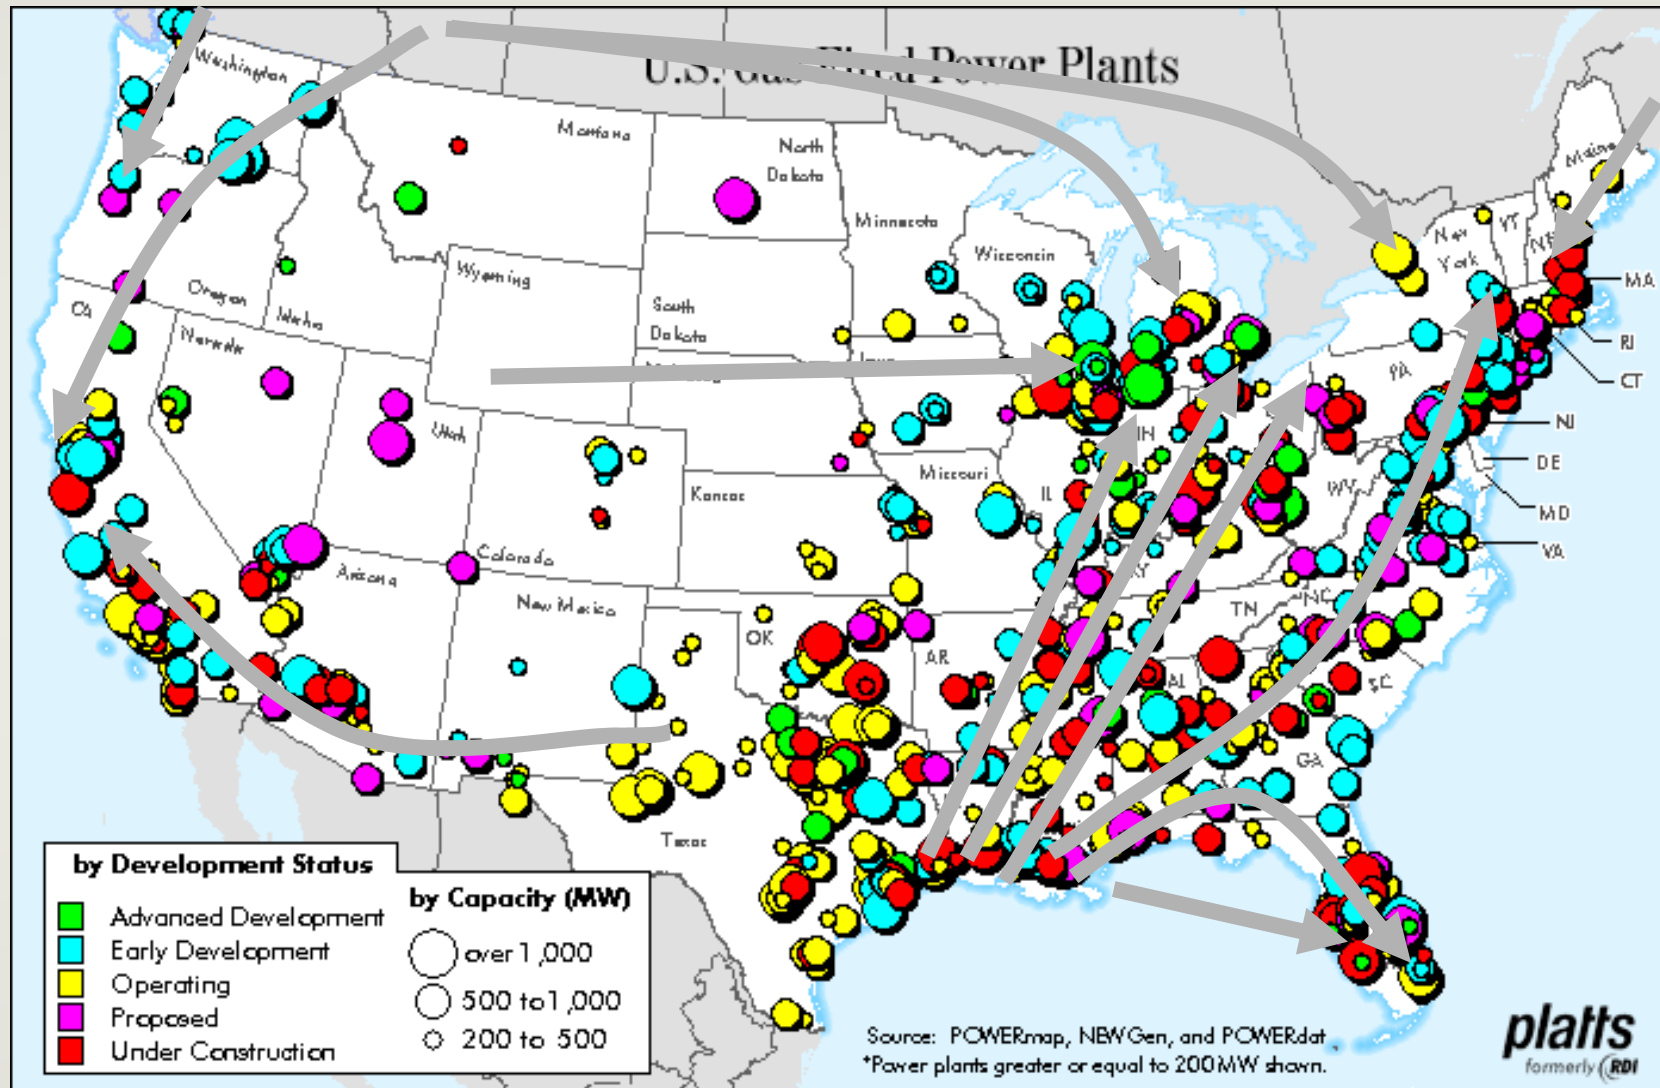 U.S. Gas Fired Power Plants
Washington
Montana
North
Dakota
Minnesota
Maine
VT
New
York
NH
MA
RI
CT
Wisconsin
Wyoming
South
Dakota
Oregon
Idaho
CA
Nevada
Iowa
PA
NJ
DE
MD
VA
Utah
IN
Missouri
IL
WV
Kansas
Colorado
Arizona
New Mexico
KY
TN
NC
OK
AR
AL
SC
GA
Texas
by Development Status
Advanced Development
Early Development
Operating
Proposed
Under Construction
by Capacity (MW)
over 1,000
500 to 1,000
200 to 500
Source: POWERmap, NEWGen, and POWERdat
*Power plants greater or equal to 200MW shown.
platts
formerly RDI